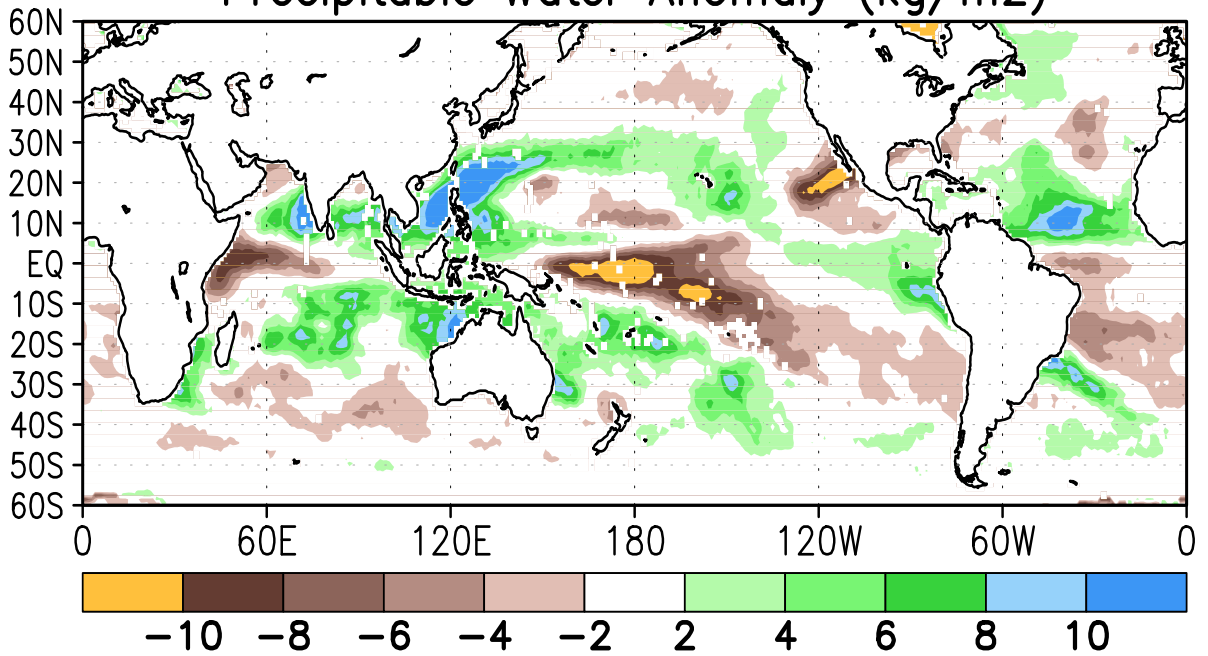 Precipitable Water Anomaly (kg/m2)
60N
50N
40N
30N
20N
10N
EQ
10S
20S
30S
40S
50S
60S
0 60E 120E 180 120W 60W 0
−10 −8 −6 −4 −2 2 4 6 8 10